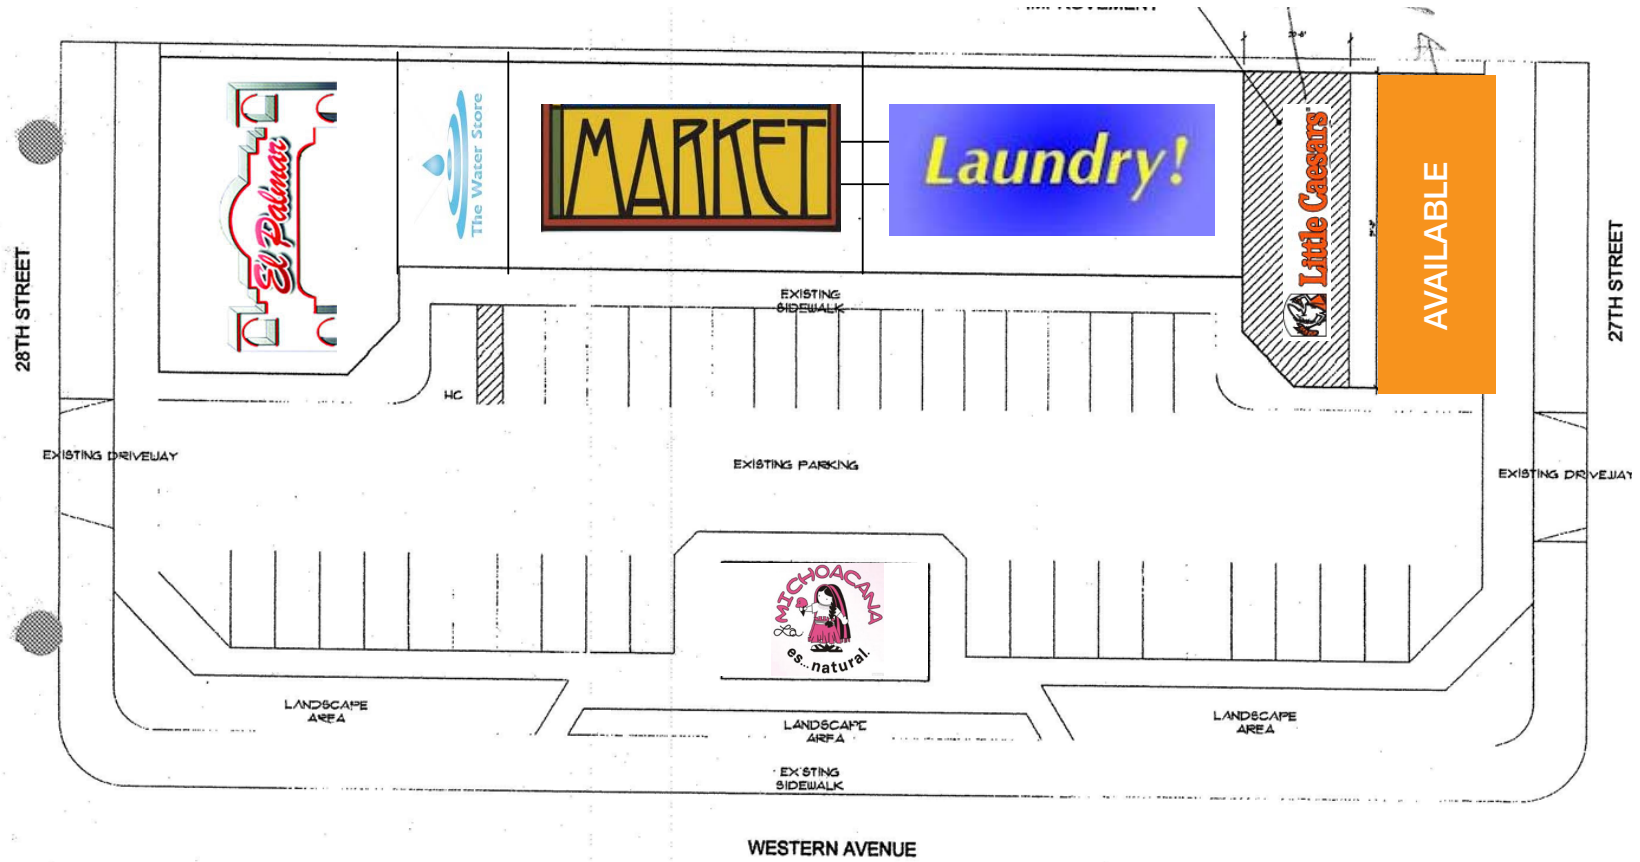 IMPROVEMENT
El Palmar
The Water Store
MARKET
Laundry!
Little Caesars
AVAILABLE
28TH STREET
27TH STREET
EXISTING
SIDEWALK
HC
EXISTING DRIVEWAY
EXISTING PARKING
EXISTING DRIVEWAY
LA MICHOACANA
es...natural.
LANDSCAPE
AREA
LANDSCAPE
AREA
LANDSCAPE
AREA
EXISTING
SIDEWALK
WESTERN AVENUE